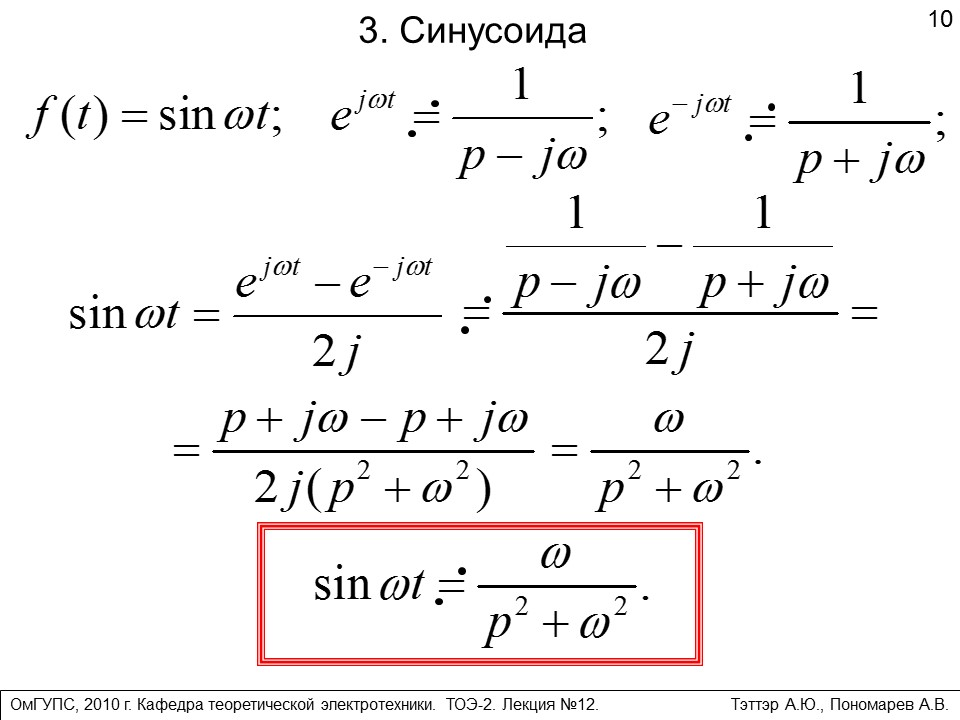 3. Синусоида
10
f(t) = sin ωt; e^{jωt} ≓ 1/(p − jω); e^{−jωt} ≓ 1/(p + jω);
sin ωt = (e^{jωt} − e^{−jωt})/(2j) ≓ (1/(p − jω) − 1/(p + jω))/(2j) =
= (p + jω − p + jω)/(2j(p² + ω²)) = ω/(p² + ω²).
sin ωt ≓ ω/(p² + ω²).
ОмГУПС, 2010 г. Кафедра теоретической электротехники. ТОЭ-2. Лекция №12. Тэттэр А.Ю., Пономарев А.В.